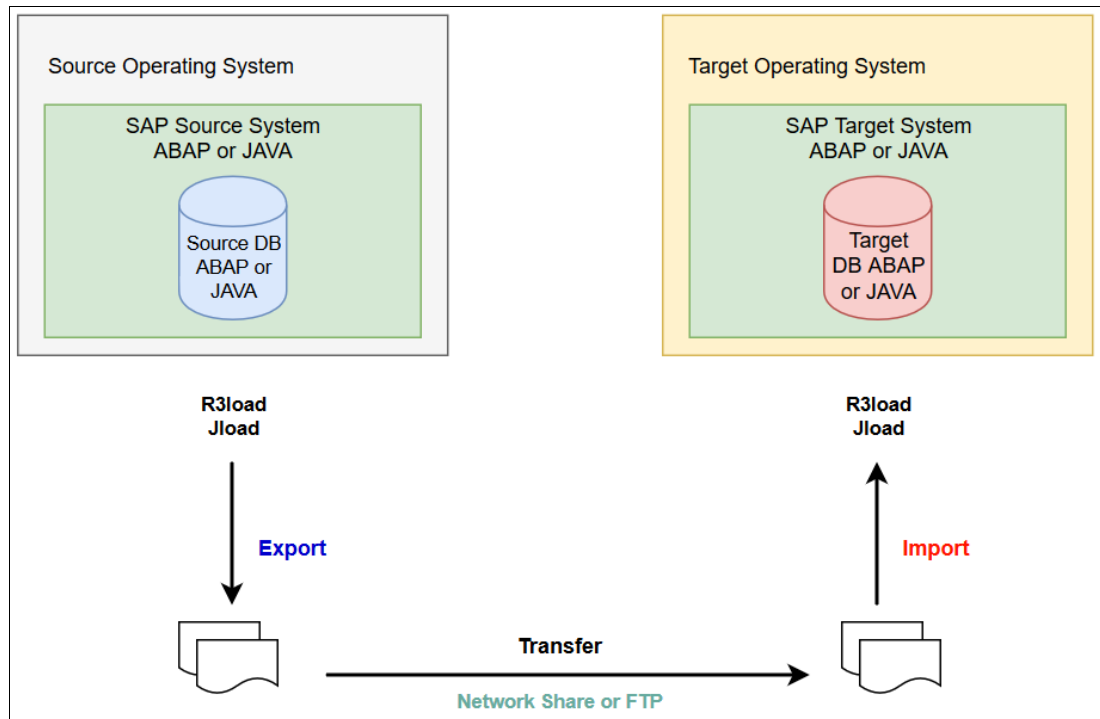 Source Operating System
SAP Source System
ABAP or JAVA
Source DB
ABAP or
JAVA
Target Operating System
SAP Target System
ABAP or JAVA
Target
DB ABAP
or JAVA
R3load
Jload
R3load
Jload
Export
Import
Transfer
Network Share or FTP